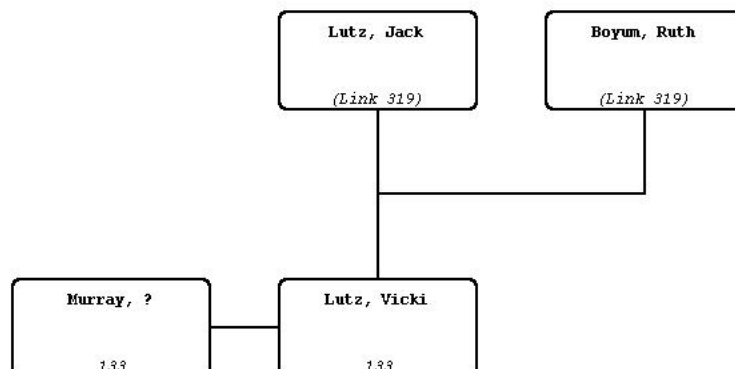 Lutz, Jack
(Link 319)
Boyum, Ruth
(Link 319)
Murray, ?
133
Lutz, Vicki
133